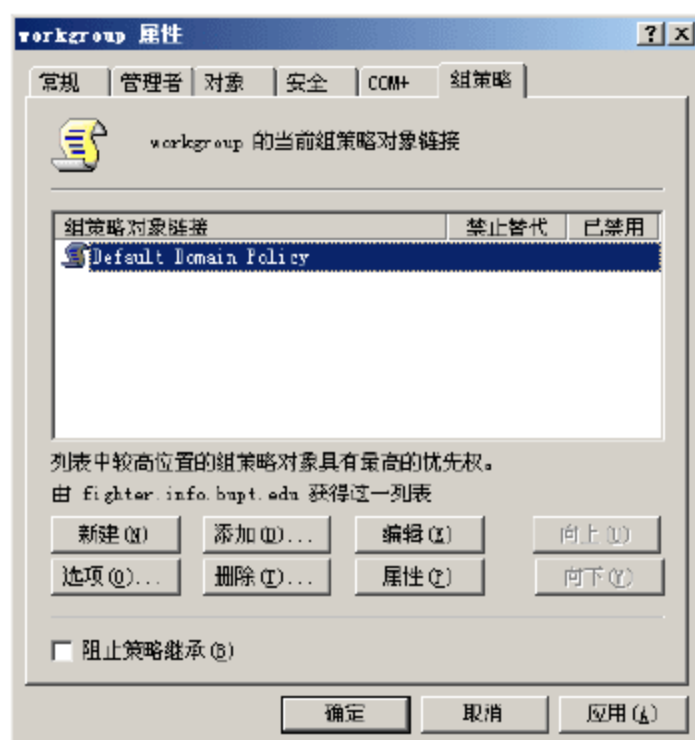 workgroup 属性
常规 管理者 对象 安全 COM+ 组策略
workgroup 的当前组策略对象链接
组策略对象链接 禁止替代 已禁用
Default Domain Policy
列表中较高位置的组策略对象具有最高的优先权。
由 fighter.info.bupt.edu 获得这一列表
新建(N) 添加(D)... 编辑(I) 向上(U)
选项(O)... 删除(T)... 属性(P) 向下(Y)
阻止策略继承(B)
确定 取消 应用(A)